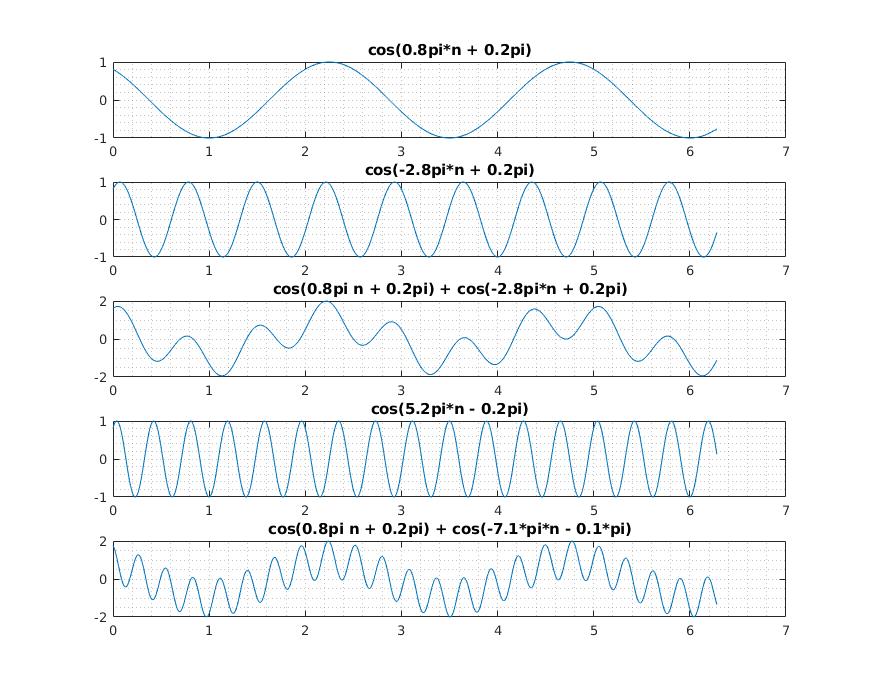 cos(0.8pi*n + 0.2pi)
1
0
-1
0 1 2 3 4 5 6 7
cos(-2.8pi*n + 0.2pi)
1
0
-1
0 1 2 3 4 5 6 7
cos(0.8pi n + 0.2pi) + cos(-2.8pi*n + 0.2pi)
2
0
-2
0 1 2 3 4 5 6 7
cos(5.2pi*n - 0.2pi)
1
0
-1
0 1 2 3 4 5 6 7
cos(0.8pi n + 0.2pi) + cos(-7.1*pi*n - 0.1*pi)
2
0
-2
0 1 2 3 4 5 6 7